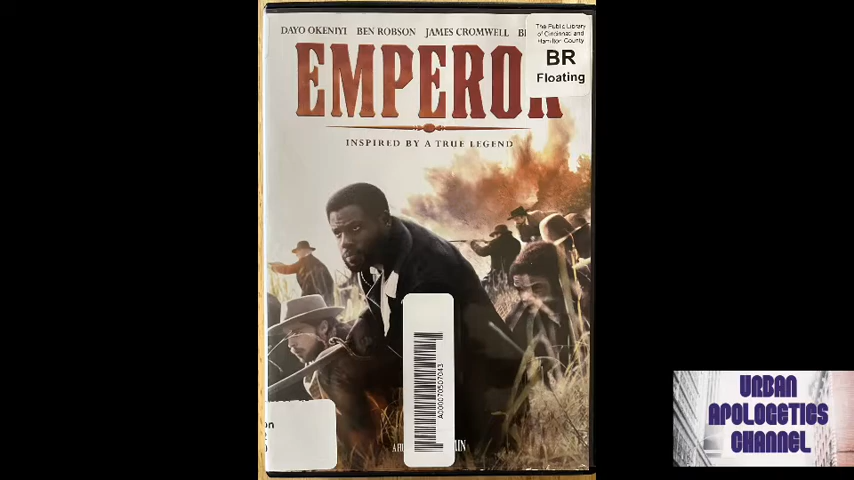 DAYO OKENIYI BEN ROBSON JAMES CROMWELL
The Public Library
of Cincinnati and
Hamilton County
BR
Floating
EMPEROR
INSPIRED BY A TRUE LEGEND
A000070507043
URBAN
APOLOGETICS
CHANNEL